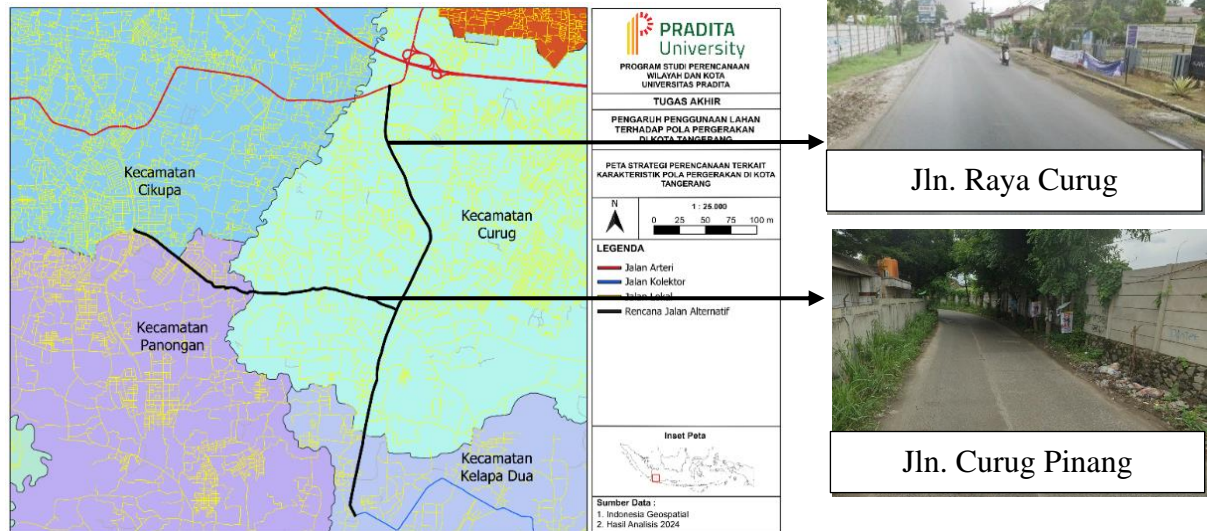 Kecamatan
Cikupa
Kecamatan
Curug
Kecamatan
Panongan
Kecamatan
Kelapa Dua
PRADITA
University
PROGRAM STUDI PERENCANAAN
WILAYAH DAN KOTA
UNIVERSITAS PRADITA
TUGAS AKHIR
PENGARUH PENGGUNAAN LAHAN
TERHADAP POLA PERGERAKAN
DI KOTA TANGERANG
PETA STRATEGI PERENCANAAN TERKAIT
KARAKTERISTIK POLA PERGERAKAN DI KOTA
TANGERANG
N
1 : 25.000
0 25 50 75 100 m
LEGENDA
Jalan Arteri
Jalan Kolektor
Jalan Lokal
Rencana Jalan Alternatif
Inset Peta
Sumber Data :
1. Indonesia Geospatial
2. Hasil Analisis 2024
Jln. Raya Curug
Jln. Curug Pinang